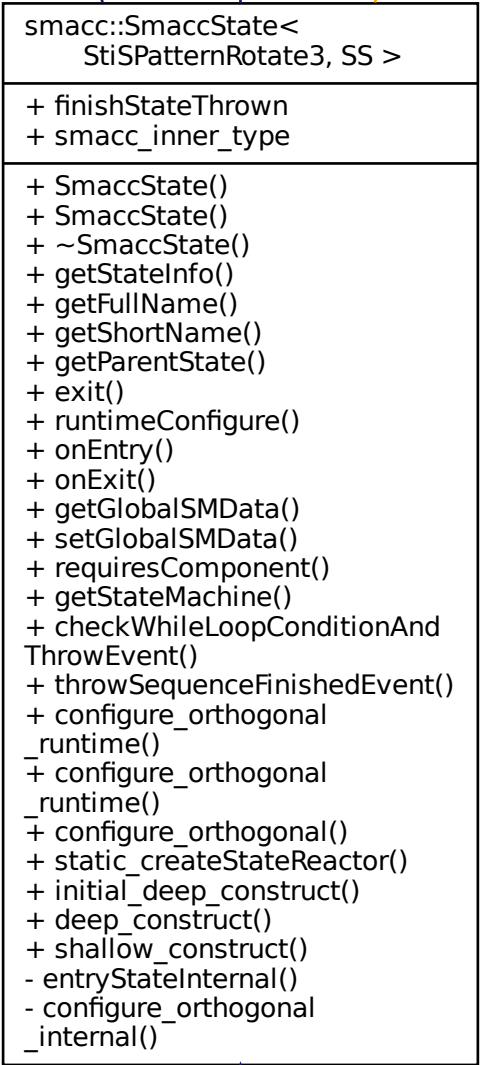 smacc::SmaccState<
StiSPatternRotate3, SS >
+ finishStateThrown
+ smacc_inner_type
+ SmaccState()
+ SmaccState()
+ ~SmaccState()
+ getStateInfo()
+ getFullName()
+ getShortName()
+ getParentState()
+ exit()
+ runtimeConfigure()
+ onEntry()
+ onExit()
+ getGlobalSMData()
+ setGlobalSMData()
+ requiresComponent()
+ getStateMachine()
+ checkWhileLoopConditionAnd
ThrowEvent()
+ throwSequenceFinishedEvent()
+ configure_orthogonal
_runtime()
+ configure_orthogonal
_runtime()
+ configure_orthogonal()
+ static_createStateReactor()
+ initial_deep_construct()
+ deep_construct()
+ shallow_construct()
- entryStateInternal()
- configure_orthogonal
_internal()